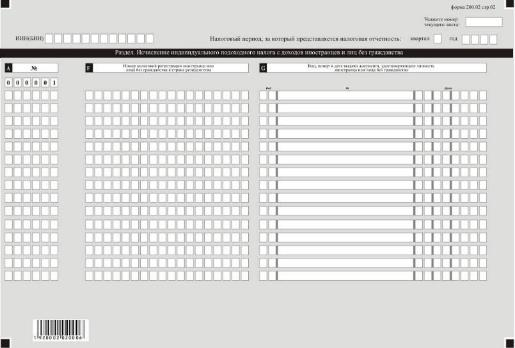 форма 200.02 стр.02
Укажите номер
текущего листа
ИИН(БИН)
Налоговый период, за который представляется налоговая отчетность: квартал год
Раздел. Исчисление индивидуального подоходного налога с доходов иностранцев и лиц без гражданства
A №
F Номер налоговой регистрации иностранца или
лица без гражданства в стране резидентства
G Вид, номер и дата выдачи документа, удостоверяющего личность
иностранца или лица без гражданства
0 0 0 0 0 1
Вид № Дата